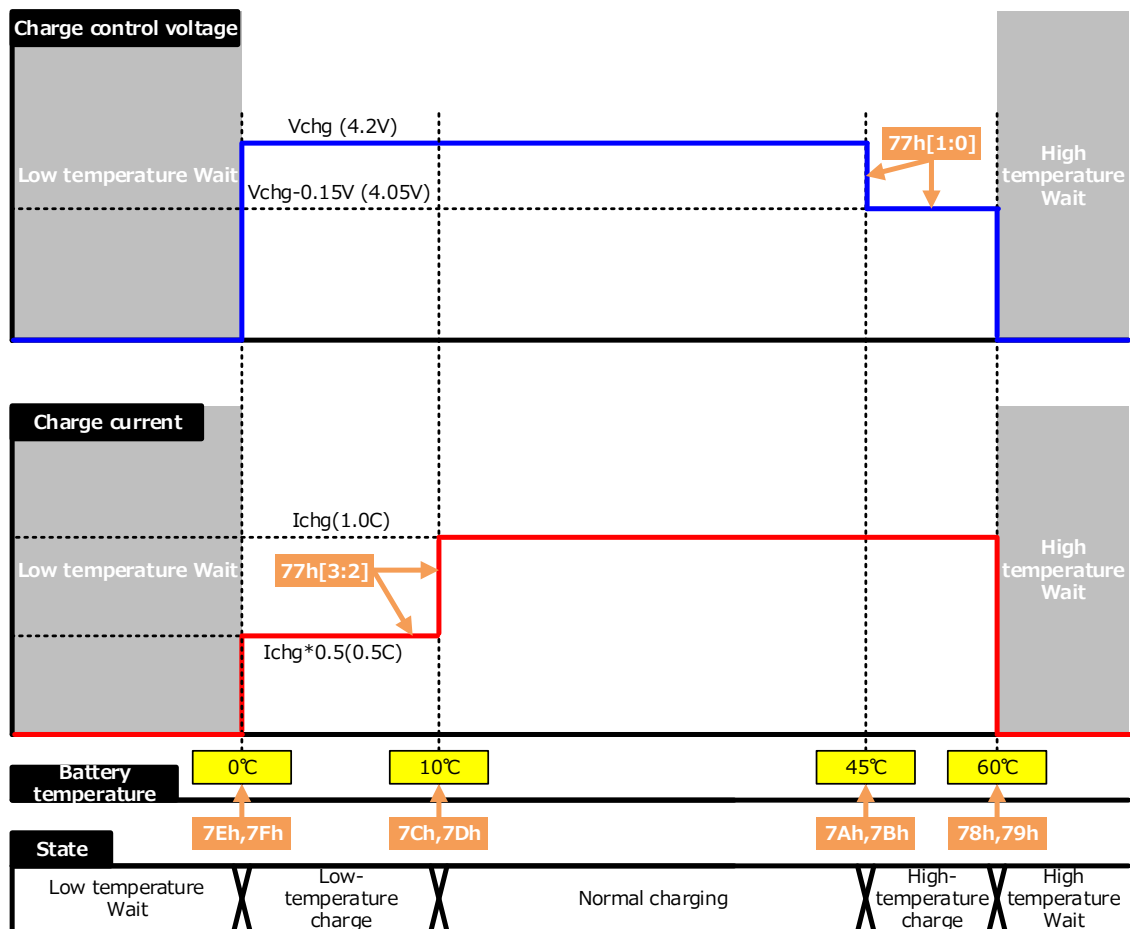 Charge control voltage
Vchg (4.2V)
77h[1:0]
Low temperature Wait
High
temperature
Wait
Vchg-0.15V (4.05V)
Charge current
Ichg(1.0C)
Low temperature Wait
77h[3:2]
High
temperature
Wait
Ichg*0.5(0.5C)
Battery
temperature
0℃
10℃
45℃
60℃
7Eh,7Fh
7Ch,7Dh
7Ah,7Bh
78h,79h
State
Low temperature
Wait
Low-
temperature
charge
Normal charging
High-
temperature
charge
High
temperature
Wait